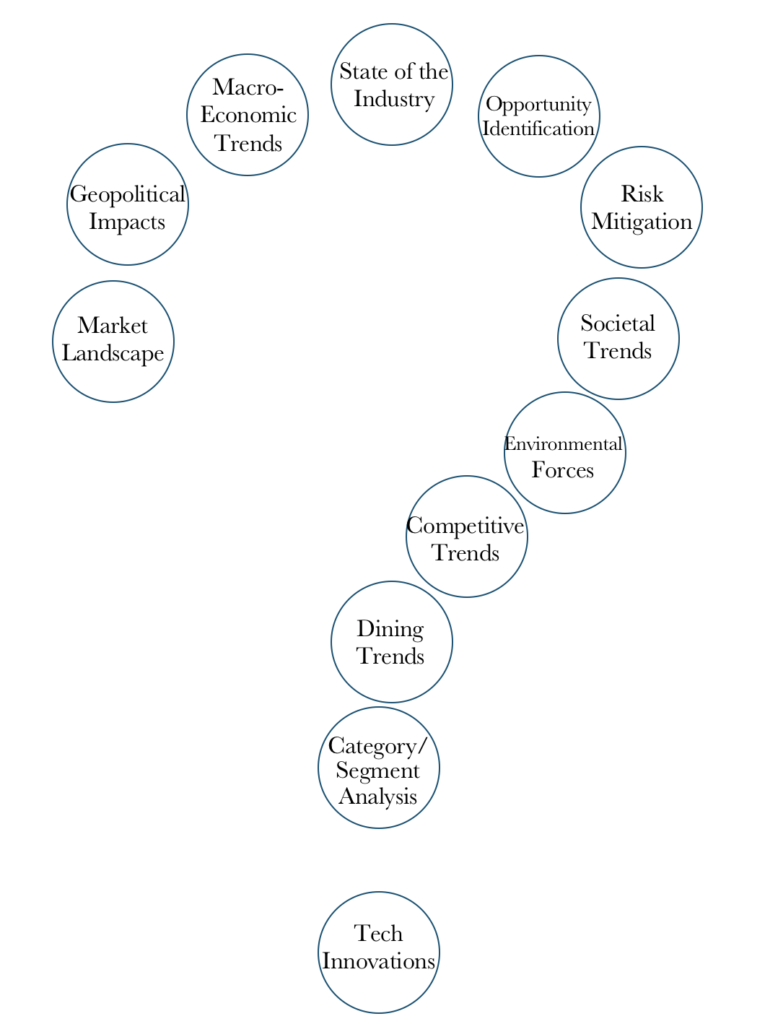 State of the
Industry
Macro-
Economic
Trends
Opportunity
Identification
Geopolitical
Impacts
Risk
Mitigation
Market
Landscape
Societal
Trends
Environmental
Forces
Competitive
Trends
Dining
Trends
Category/
Segment
Analysis
Tech
Innovations